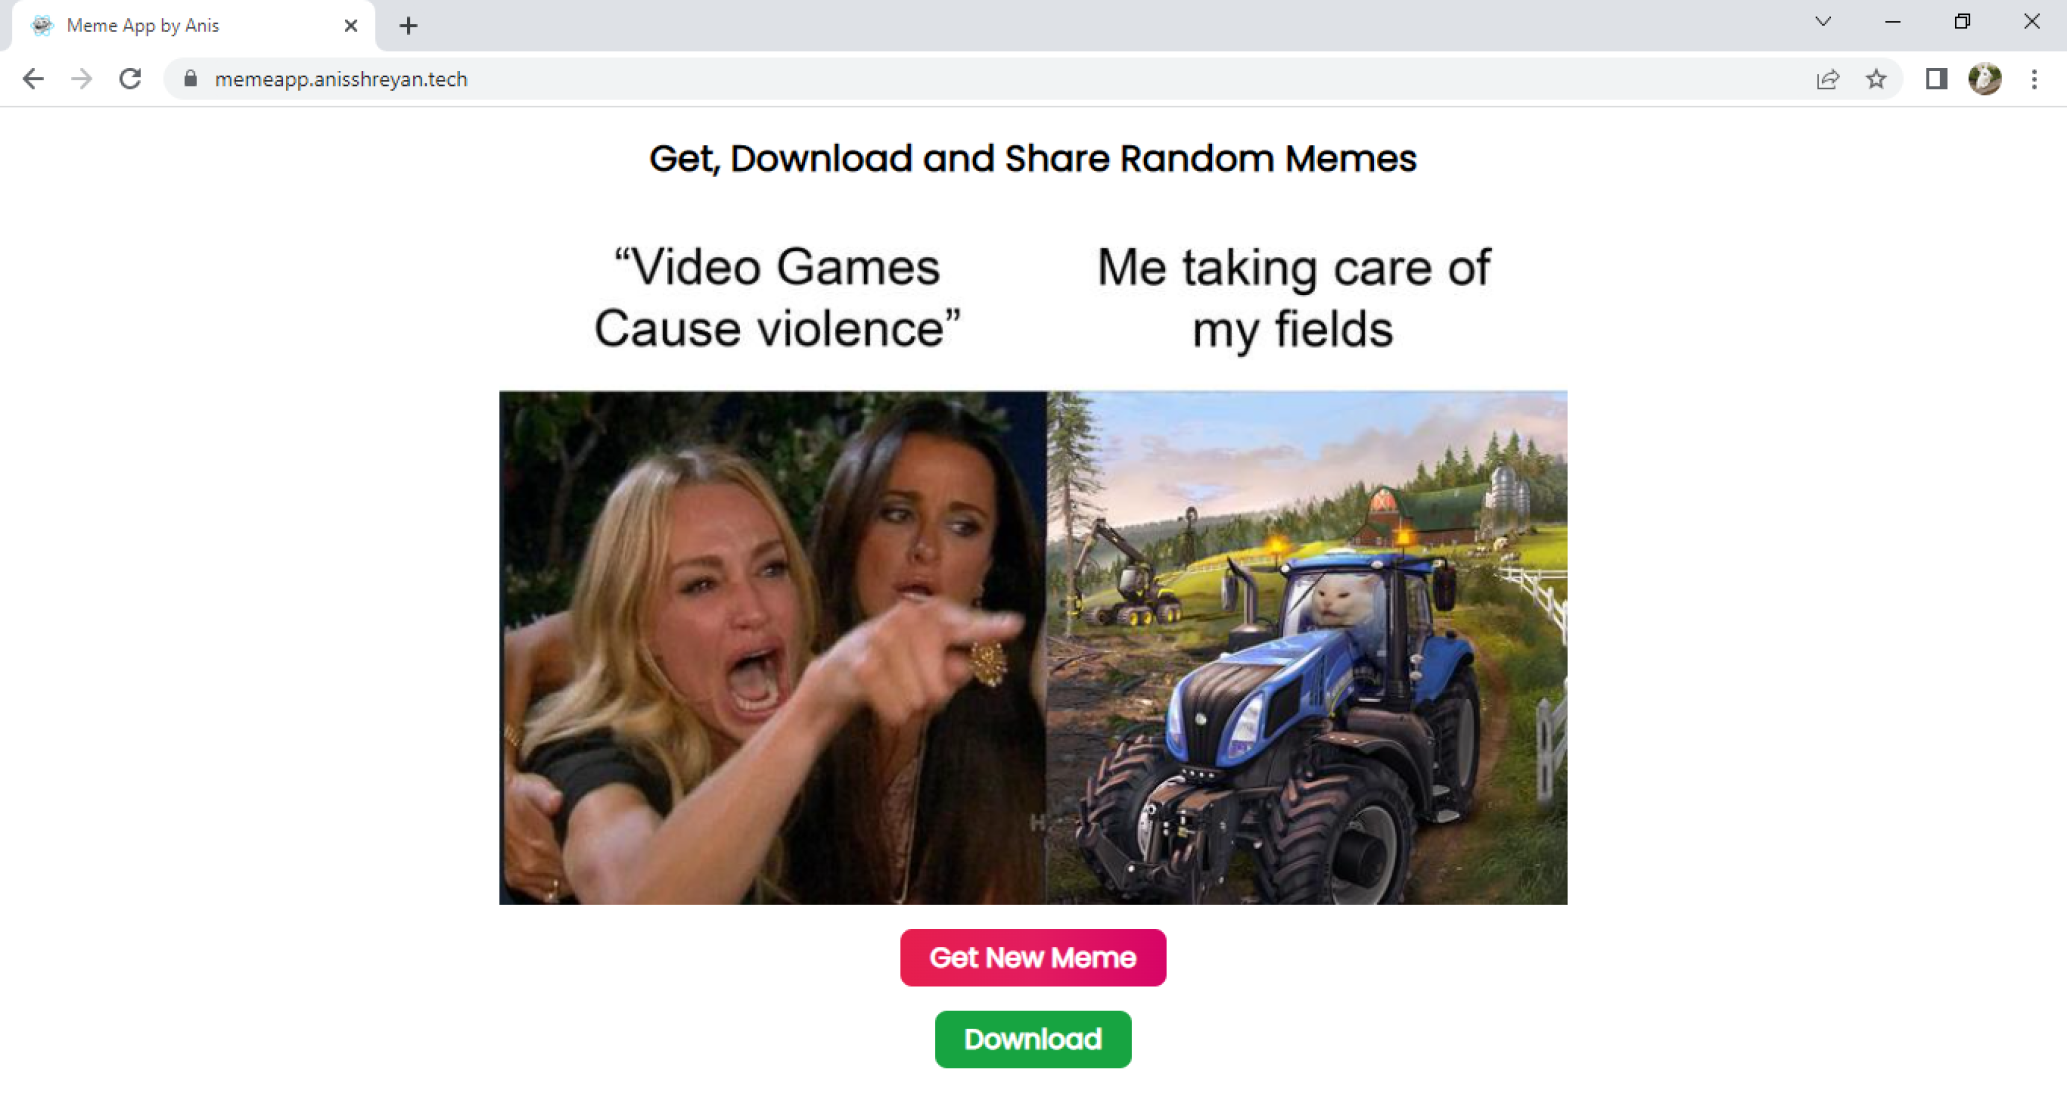 Meme App by Anis
memeapp.anisshreyan.tech
Get, Download and Share Random Memes
“Video Games
Cause violence”
Me taking care of
my fields
Get New Meme
Download